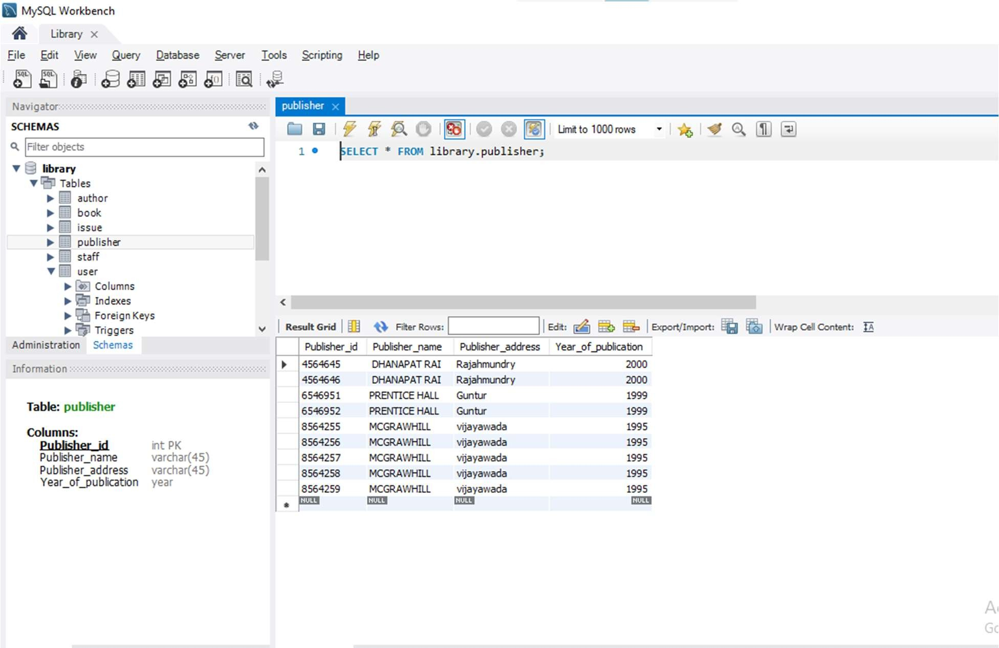 MySQL Workbench
Library
File Edit View Query Database Server Tools Scripting Help
Navigator
SCHEMAS
Filter objects
library
Tables
author
book
issue
publisher
staff
user
Columns
Indexes
Foreign Keys
Triggers
Administration Schemas
Information
Table: publisher
Columns:
Publisher_id int PK
Publisher_name varchar(45)
Publisher_address varchar(45)
Year_of_publication year
publisher
Limit to 1000 rows
1 SELECT * FROM library.publisher;
Result Grid Filter Rows: Edit: Export/Import: Wrap Cell Content:
Publisher_id Publisher_name Publisher_address Year_of_publication
4564645 DHANAPAT RAI Rajahmundry 2000
4564646 DHANAPAT RAI Rajahmundry 2000
6546951 PRENTICE HALL Guntur 1999
6546952 PRENTICE HALL Guntur 1999
8564255 MCGRAWHILL vijayawada 1995
8564256 MCGRAWHILL vijayawada 1995
8564257 MCGRAWHILL vijayawada 1995
8564258 MCGRAWHILL vijayawada 1995
8564259 MCGRAWHILL vijayawada 1995
NULL NULL NULL NULL